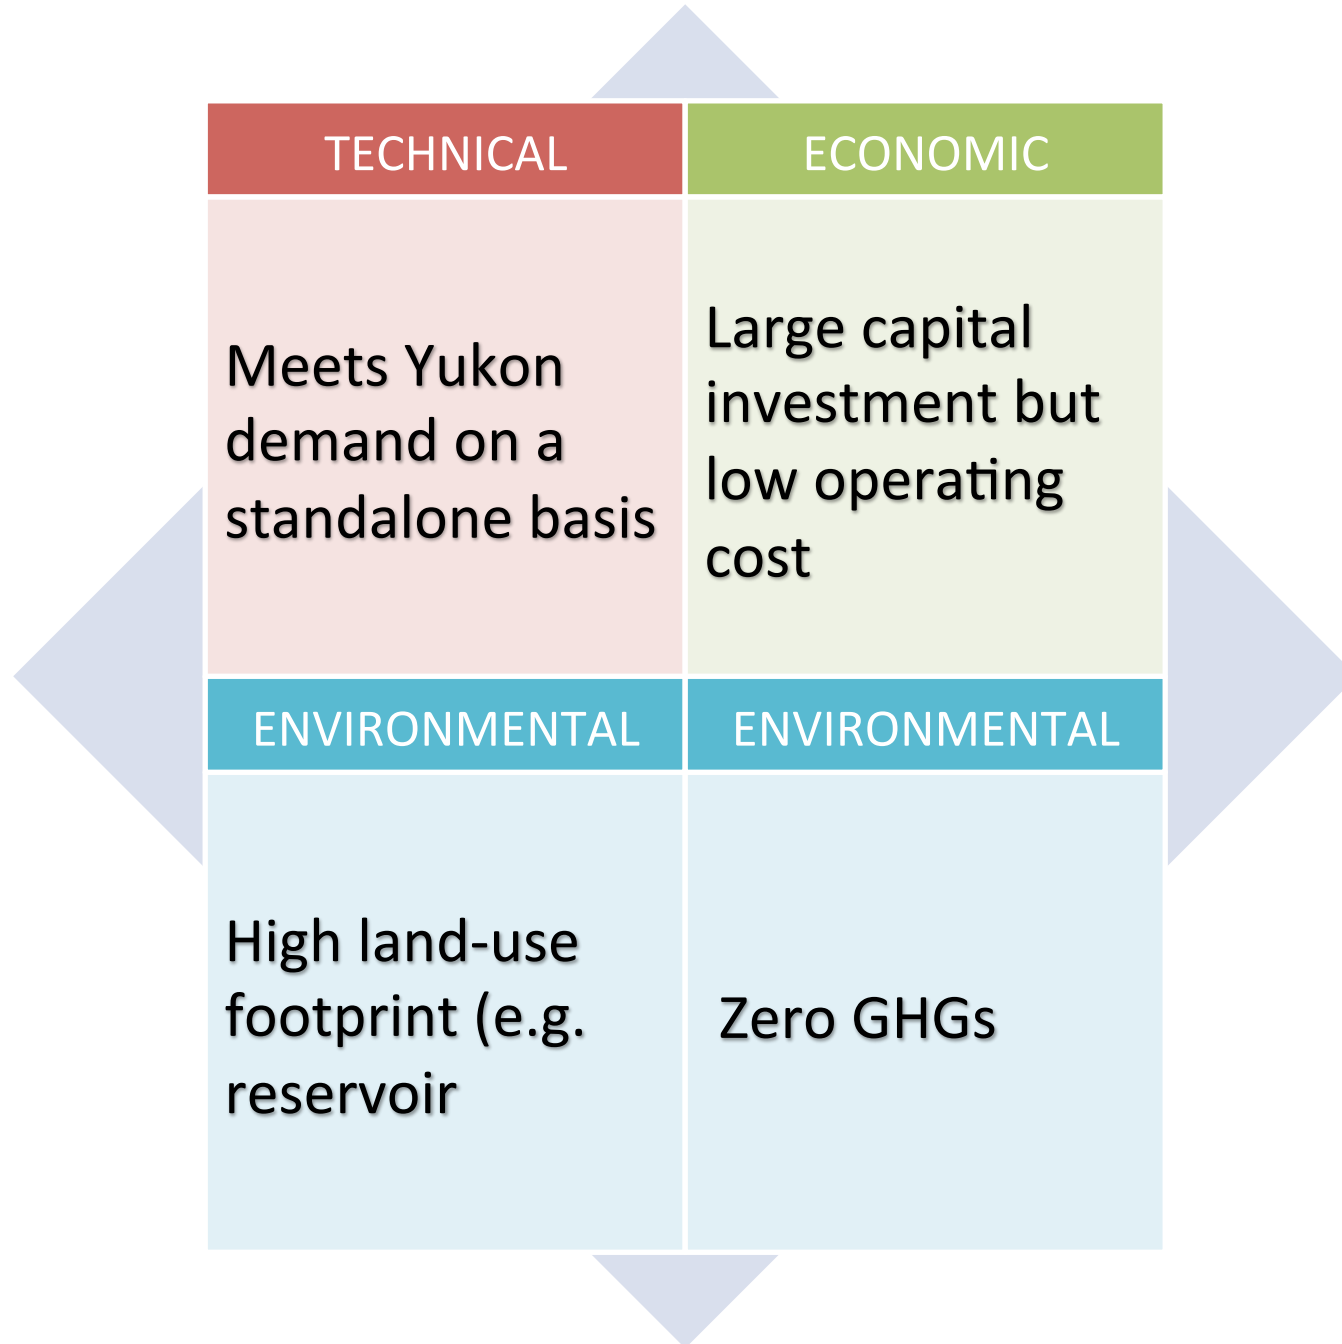 TECHNICAL
ECONOMIC
Meets Yukon
demand on a
standalone basis
Large capital
investment but
low operating
cost
ENVIRONMENTAL
ENVIRONMENTAL
High land-use
footprint (e.g.
reservoir
Zero GHGs